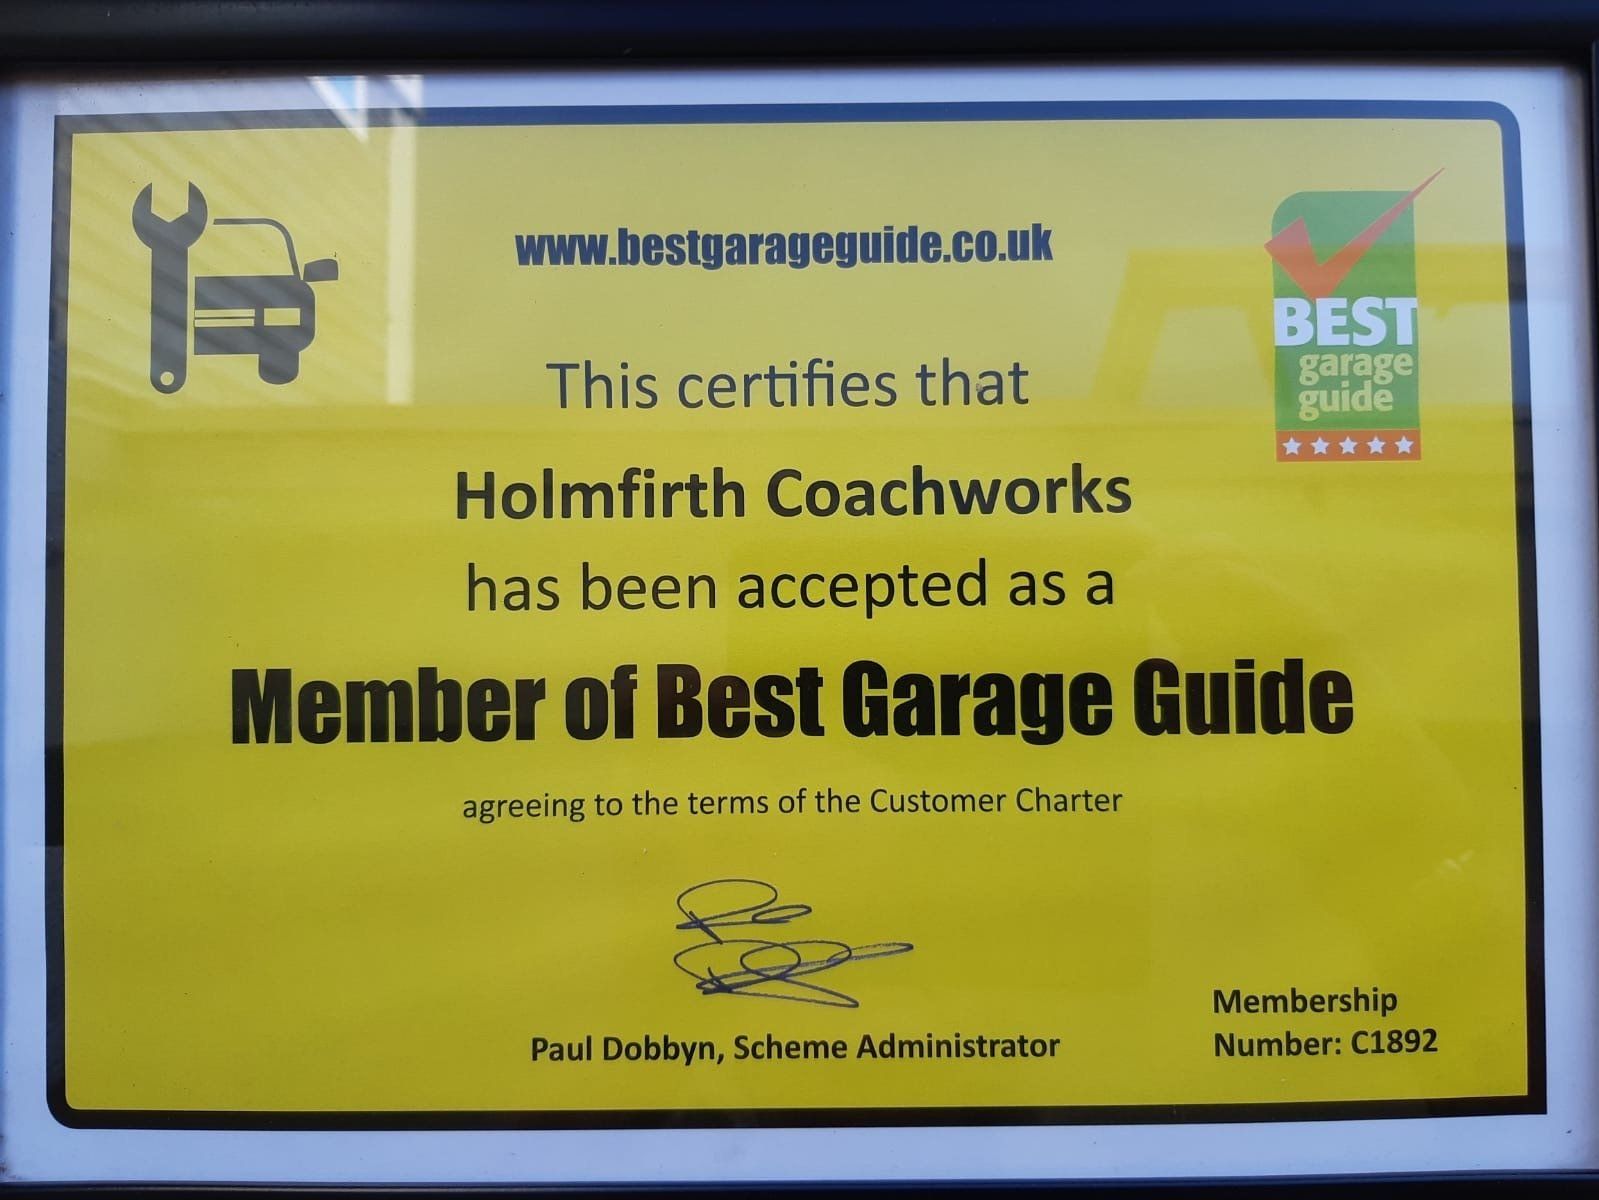 www.bestgarageguide.co.uk
BEST
garage
guide
This certifies that
Holmfirth Coachworks
has been accepted as a
Member of Best Garage Guide
agreeing to the terms of the Customer Charter
Paul Dobbyn, Scheme Administrator
Membership
Number: C1892